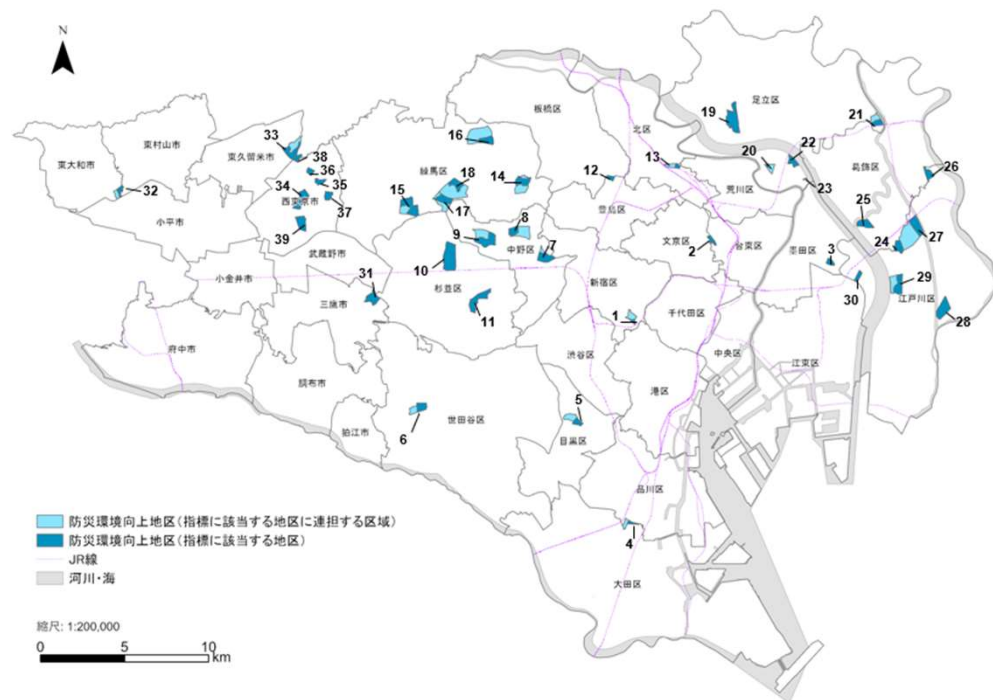 N
足立区
19
板橋区
21
16
北区
33
22
東村山市
東久留米市
38
20
葛飾区
18
13
26
東大和市
36
練馬区
12
14
23
35
荒川区
32
34
15
豊島区
西東京市
37
17
8
25
小平市
9
文京区
台東区
墨田区
27
39
中野区
7
2
3
24
武蔵野市
10
29
小金井市
31
杉並区
新宿区
30
江戸川区
三鷹市
11
1
千代田区
28
府中市
渋谷区
中央区
江東区
調布市
5
港区
狛江市
6
世田谷区
目黒区
品川区
防災環境向上地区(指標に該当する地区に連担する区域)
防災環境向上地区(指標に該当する地区)
4
JR線
河川・海
大田区
縮尺: 1:200,000
0 5 10
km